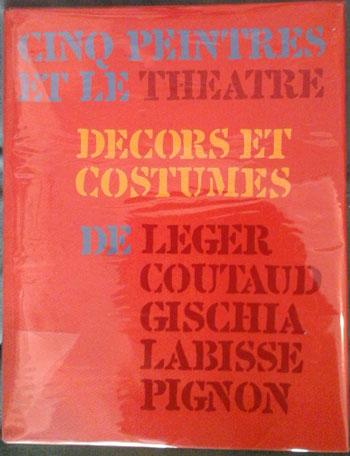 CINQ PEINTRES
ET LE THEATRE
DECORS ET
COSTUMES
DE LEGER
COUTAUD
GISCHIA
LABISSE
PIGNON